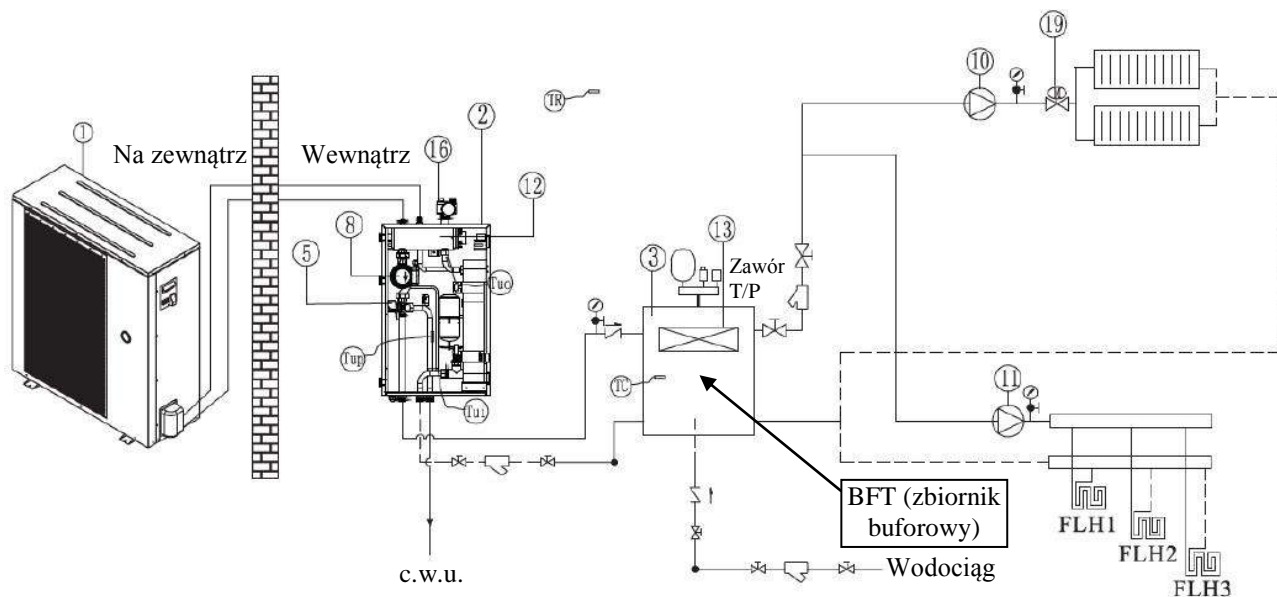 1
Na zewnątrz
Wewnątrz
TR
2
16
12
8
5
Tuo
Tup
Tui
3
13
Zawór
T/P
TC
10
19
11
BFT (zbiornik
buforowy)
FLH1
FLH2
FLH3
c.w.u.
Wodociąg